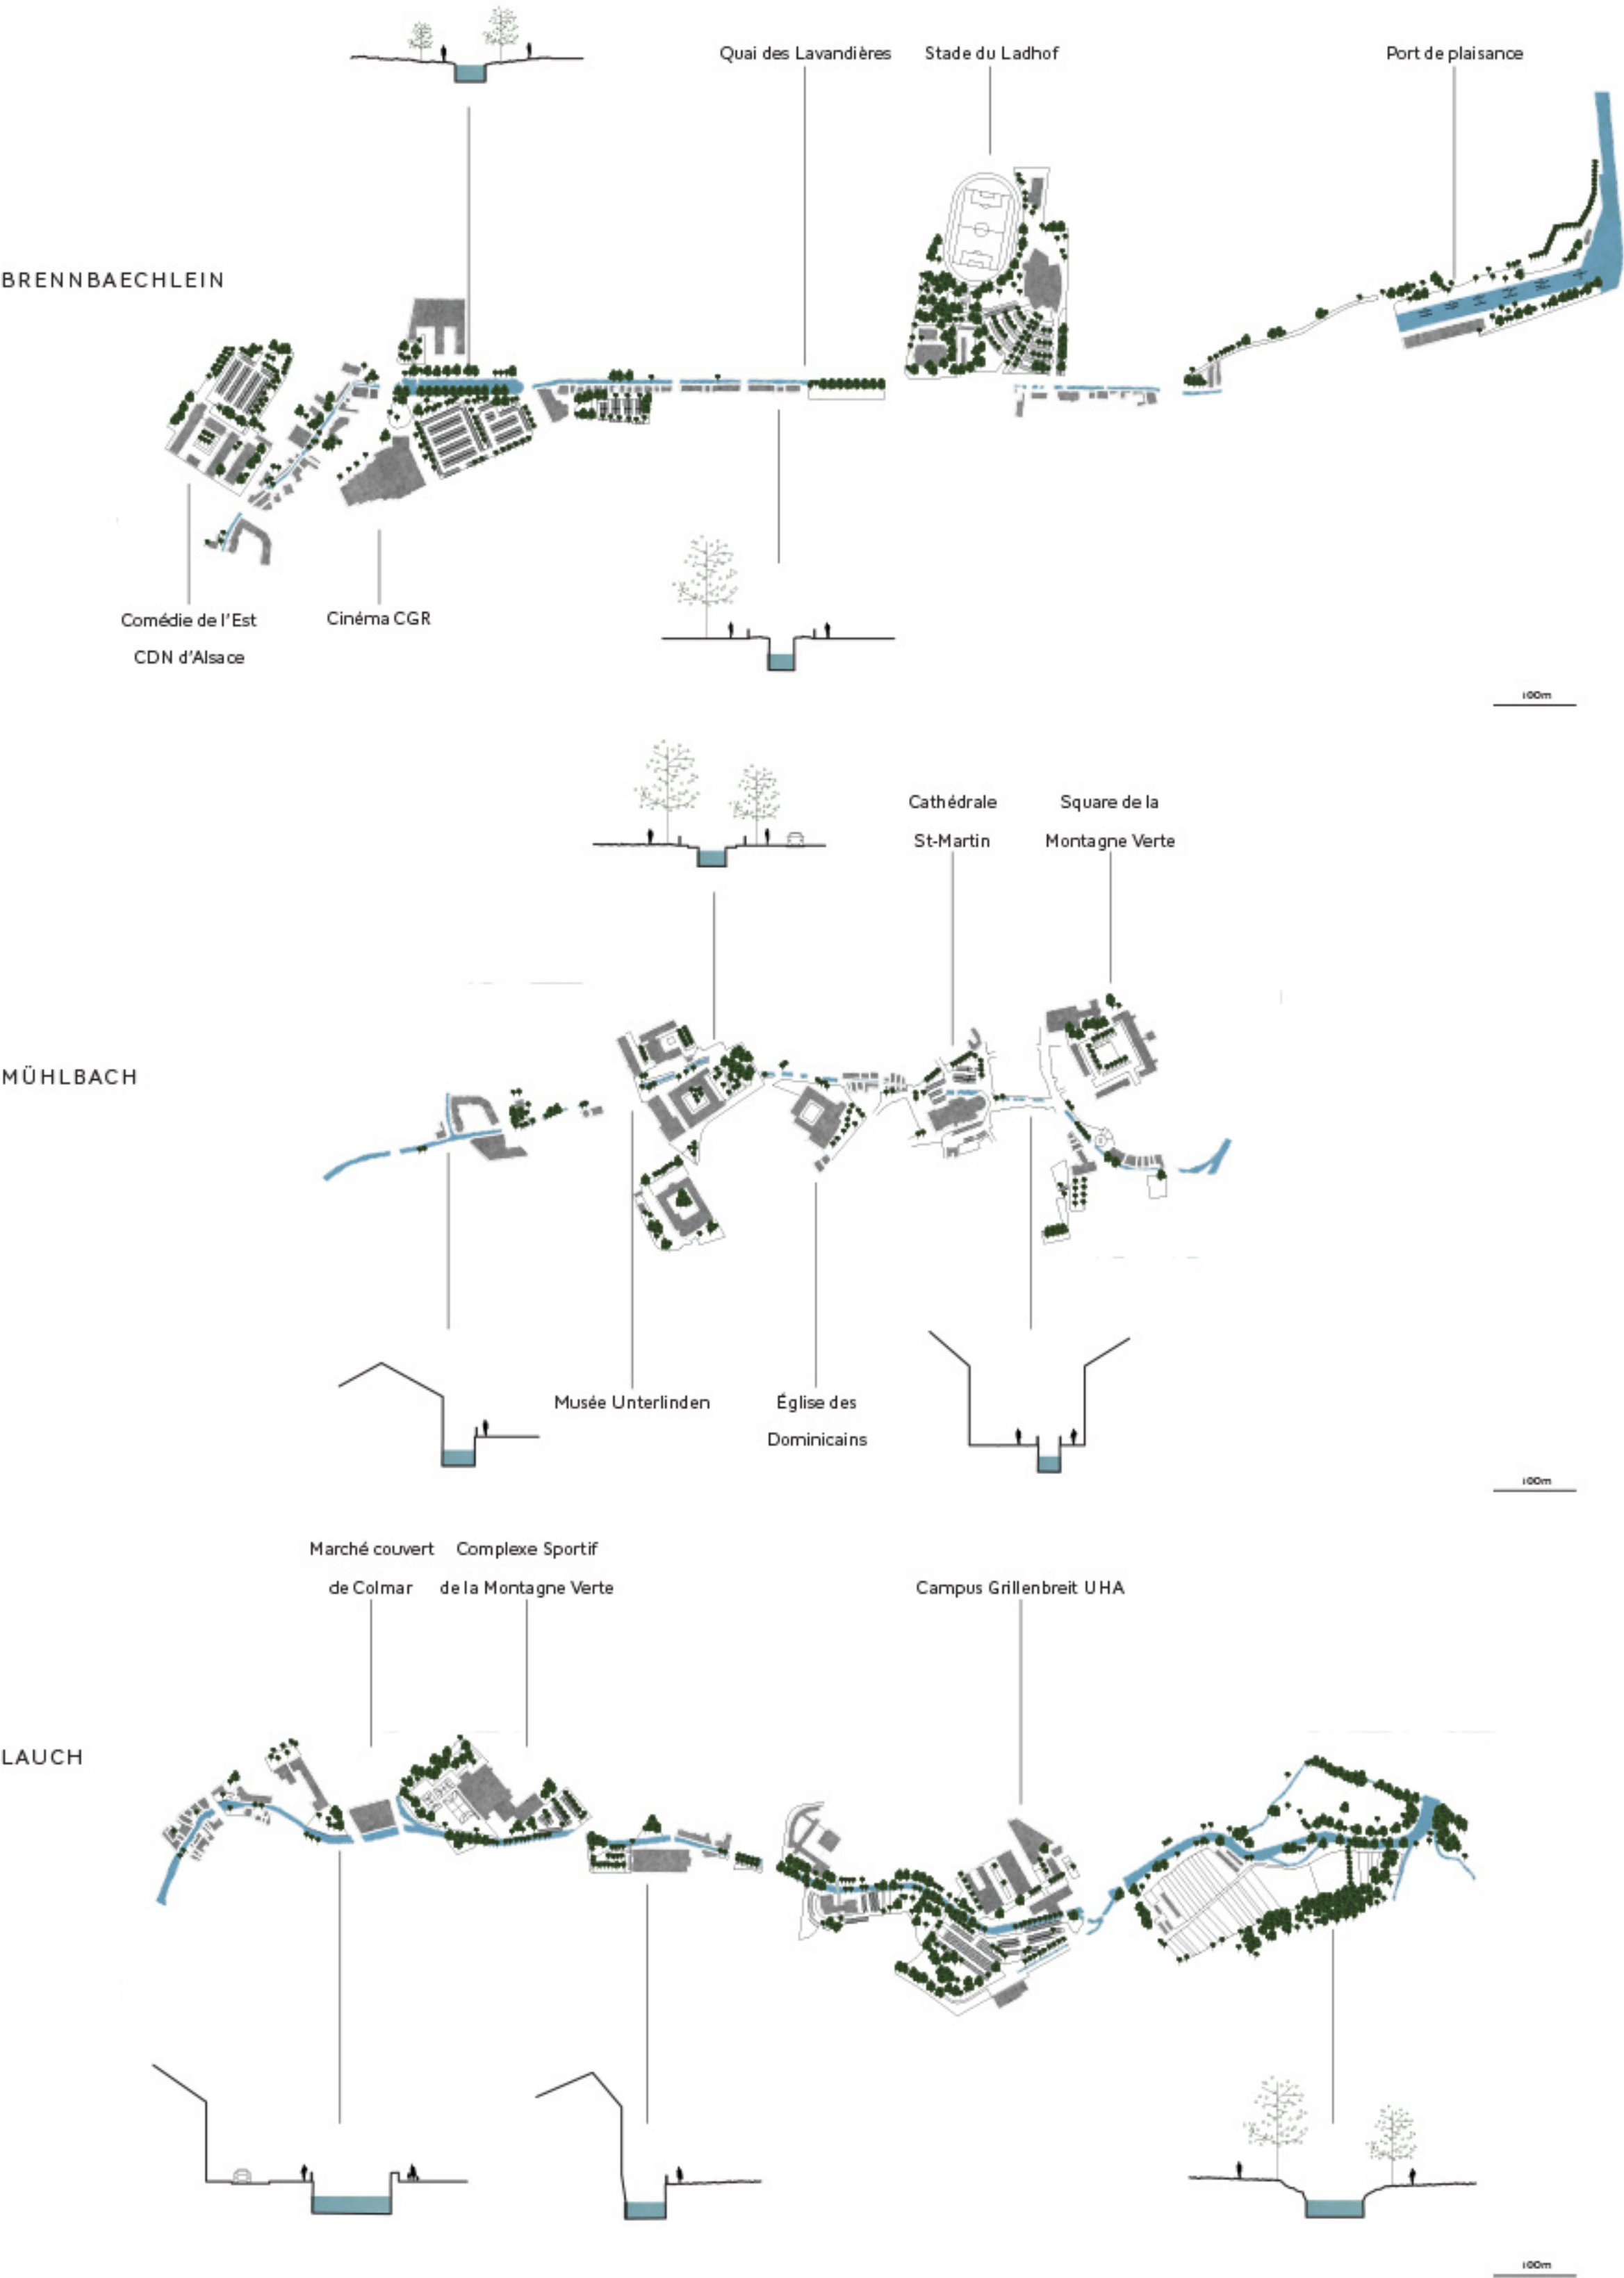 Quai des Lavandières
Stade du Ladhof
Port de plaisance
BRENNBAECHLEIN
Comédie de l'Est
CDN d'Alsace
Cinéma CGR
100m
Cathédrale
St-Martin
Square de la
Montagne Verte
MÜHLBACH
Musée Unterlinden
Église des
Dominicains
100m
Marché couvert
de Colmar
Complexe Sportif
de la Montagne Verte
Campus Grillenbreit UHA
LAUCH
100m